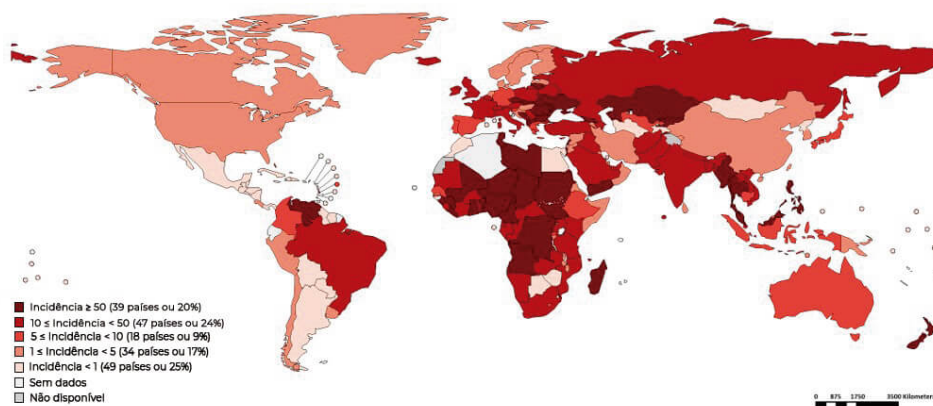 Incidência ≥ 50 (39 países ou 20%)
10 ≤ Incidência < 50 (47 países ou 24%)
5 ≤ Incidência < 10 (18 países ou 9%)
1 ≤ Incidência < 5 (34 países ou 17%)
Incidência < 1 (49 países ou 25%)
Sem dados
Não disponível
0 875 1750 3500 Kilometers